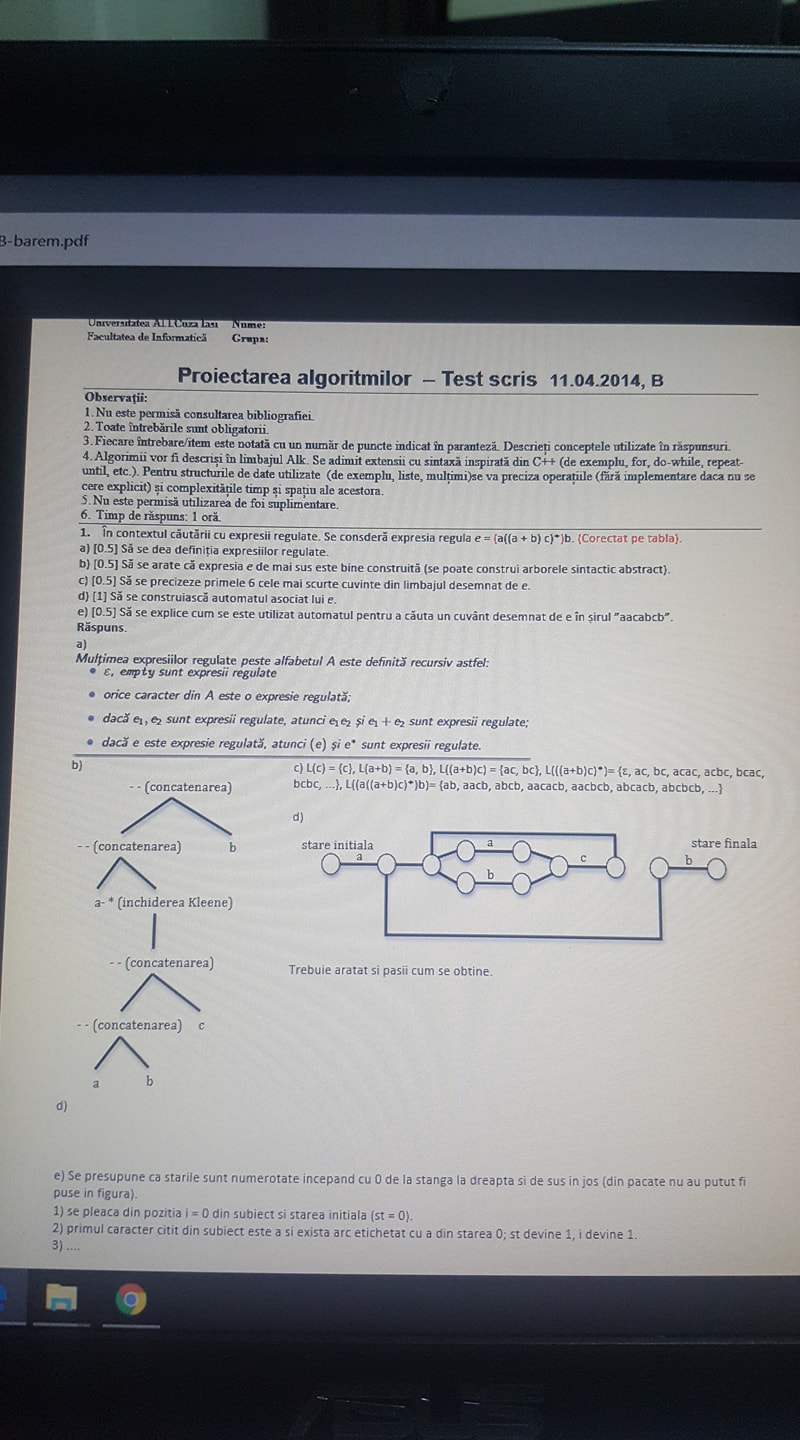 B-barem.pdf
Universitatea Al.I.Cuza Iasi Nume:
Facultatea de Informatică Grupa:
Proiectarea algoritmilor – Test scris 11.04.2014, B
Observații:
1. Nu este permisă consultarea bibliografiei.
2. Toate întrebările sunt obligatorii.
3. Fiecare întrebare/item este notată cu un număr de puncte indicat în paranteză. Descrieți conceptele utilizate în răspunsuri.
4. Algorimii vor fi descriși în limbajul Alk. Se adimit extensii cu sintaxă inspirată din C++ (de exemplu, for, do-while, repeat-
until, etc.). Pentru structurile de date utilizate (de exemplu, liste, mulțimi)se va preciza operațiile (fără implementare daca nu se
cere explicit) și complexitățile timp și spațiu ale acestora.
5. Nu este permisă utilizarea de foi suplimentare.
6. Timp de răspuns: 1 oră.
1. În contextul căutării cu expresii regulate. Se consderă expresia regula e = (a((a + b) c)*)b. (Corectat pe tabla).
a) [0.5] Să se dea definiția expresiilor regulate.
b) [0.5] Să se arate că expresia e de mai sus este bine construită (se poate construi arborele sintactic abstract).
c) [0.5] Să se precizeze primele 6 cele mai scurte cuvinte din limbajul desemnat de e.
d) [1] Să se construiască automatul asociat lui e.
e) [0.5] Să se explice cum se este utilizat automatul pentru a căuta un cuvânt desemnat de e în șirul ”aacabcb”.
Răspuns.
a)
Mulțimea expresiilor regulate peste alfabetul A este definită recursiv astfel:
• ε, empty sunt expresii regulate
• orice caracter din A este o expresie regulată;
• dacă e₁, e₂ sunt expresii regulate, atunci e₁e₂ și e₁ + e₂ sunt expresii regulate;
• dacă e este expresie regulată, atunci (e) și e* sunt expresii regulate.
b)
- - (concatenarea)
- - (concatenarea) b
a- * (inchiderea Kleene)
- - (concatenarea)
- - (concatenarea) c
a b
c) L(c) = {c}, L(a+b) = {a, b}, L((a+b)c) = {ac, bc}, L(((a+b)c)*)= {ε, ac, bc, acac, acbc, bcac,
bcbc, ...}, L((a((a+b)c)*)b)= {ab, aacb, abcb, aacacb, aacbcb, abcacb, abcbcb, ...}
d)
stare initiala
stare finala
a a b c b
Trebuie aratat si pasii cum se obtine.
d)
e) Se presupune ca starile sunt numerotate incepand cu 0 de la stanga la dreapta si de sus in jos (din pacate nu au putut fi
puse in figura).
1) se pleaca din pozitia i = 0 din subiect si starea initiala (st = 0).
2) primul caracter citit din subiect este a si exista arc etichetat cu a din starea 0; st devine 1, i devine 1.
3) ....